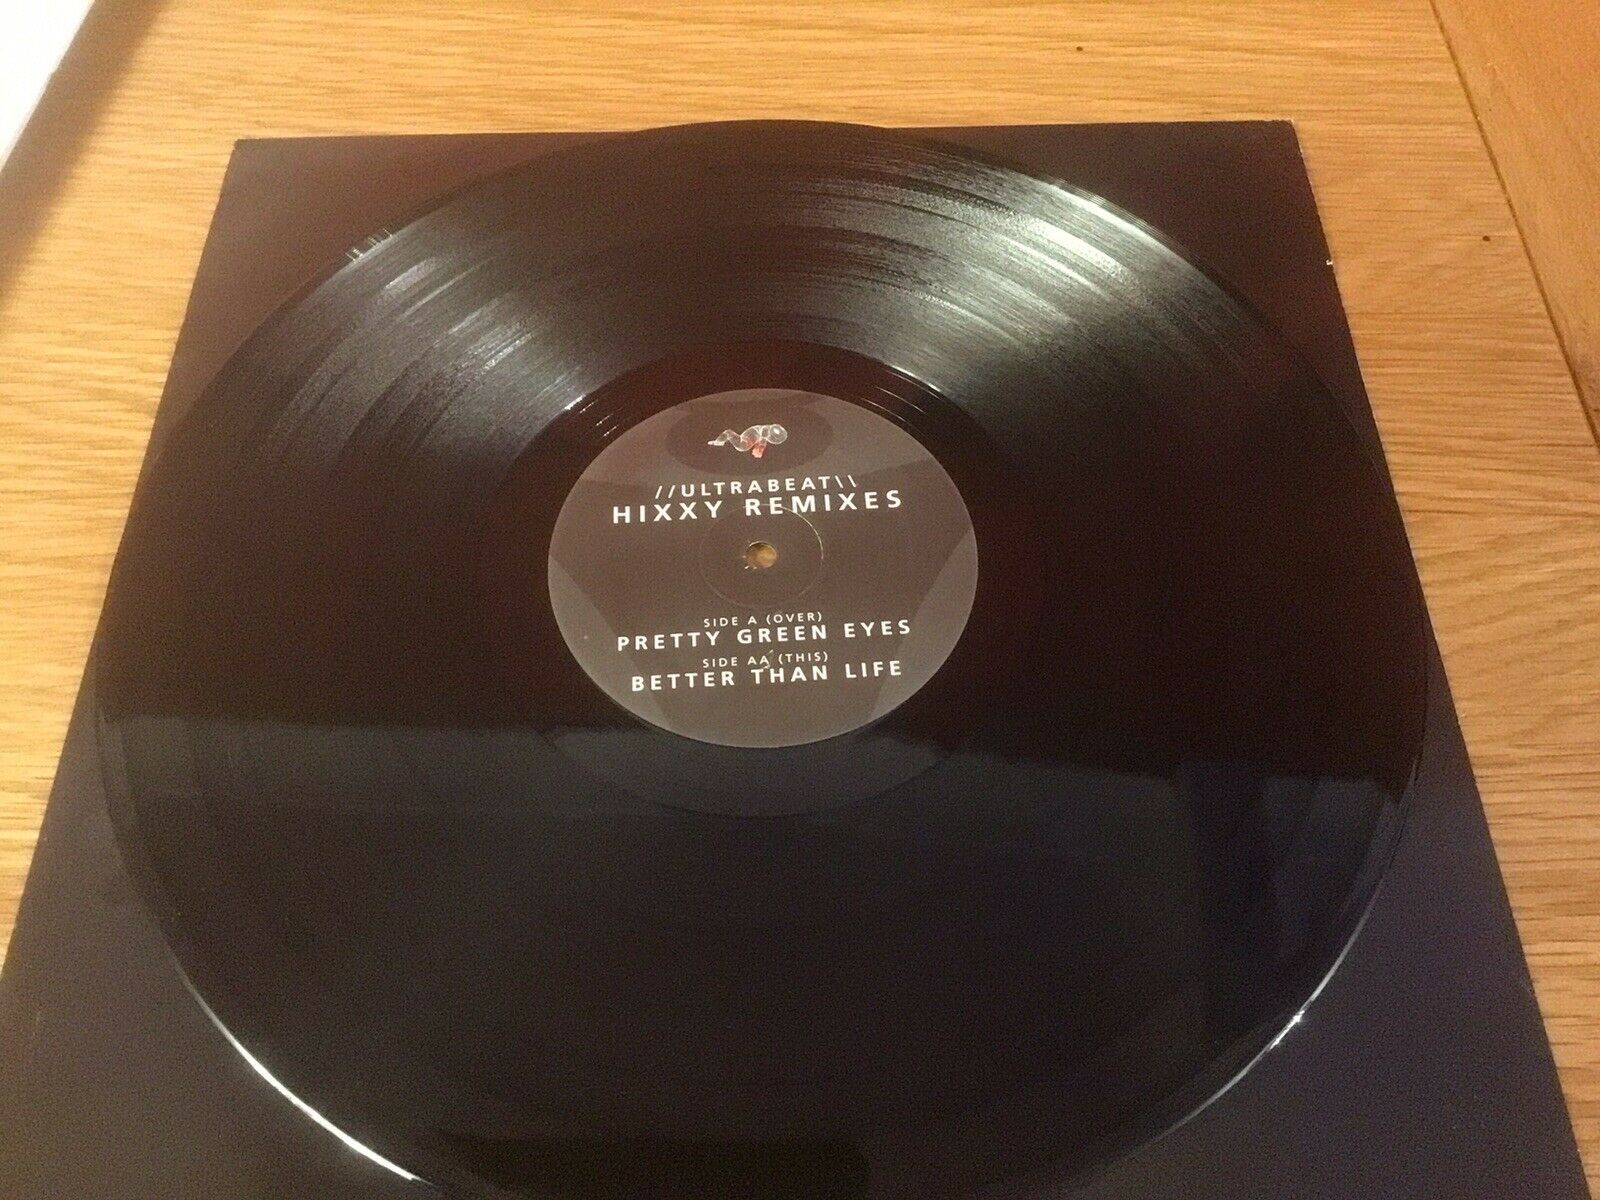 //ULTRABEAT\\
HIXXY REMIXES
SIDE A (OVER)
PRETTY GREEN EYES
SIDE AA (THIS)
BETTER THAN LIFE